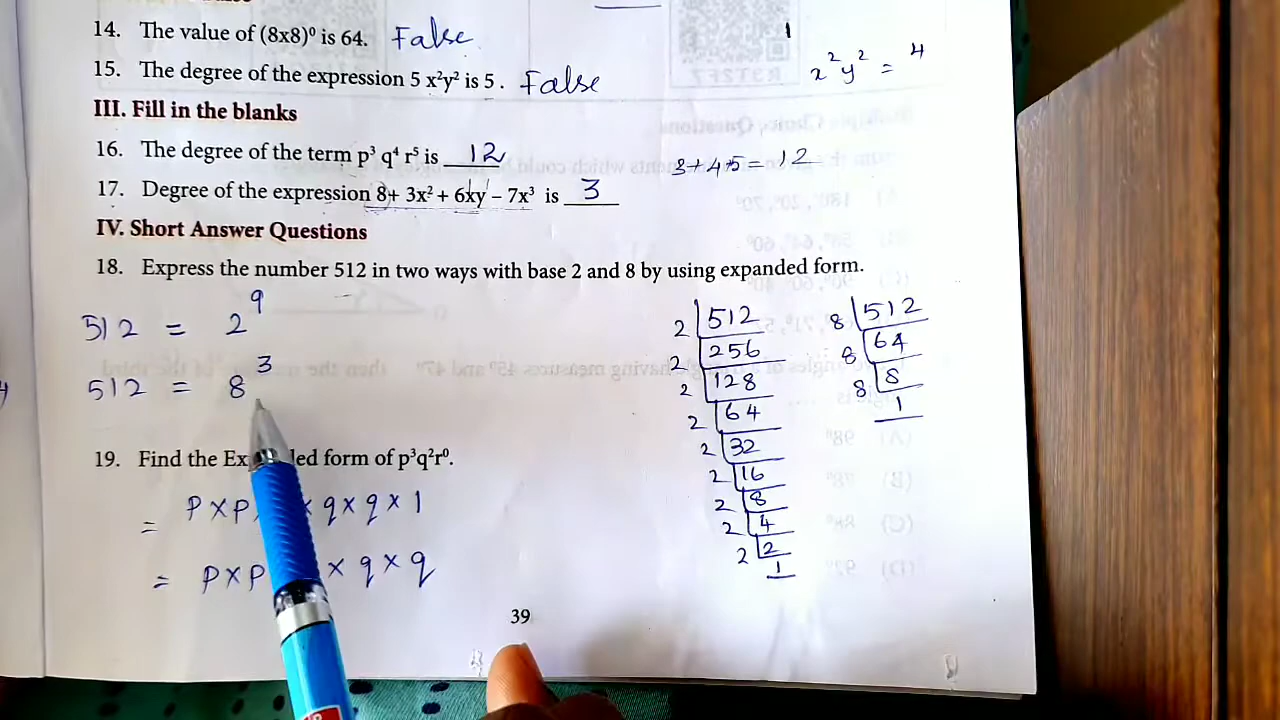 14. The value of (8x8)⁰ is 64. False
15. The degree of the expression 5 x²y² is 5 . False
x²y² = 4
III. Fill in the blanks
16. The degree of the term p³ q⁴ r⁵ is 12
3+4+5 = 12
17. Degree of the expression 8+ 3x² + 6xy – 7x³ is 3
IV. Short Answer Questions
18. Express the number 512 in two ways with base 2 and 8 by using expanded form.
512 = 2⁹
512 = 8³
2 512
2 256
2 128
2 64
2 32
2 16
2 8
2 4
2 2
1
8 512
8 64
8 8
1
19. Find the form of p³q²r⁰.
= P × P × q × q × 1
= P × P × q × q
39